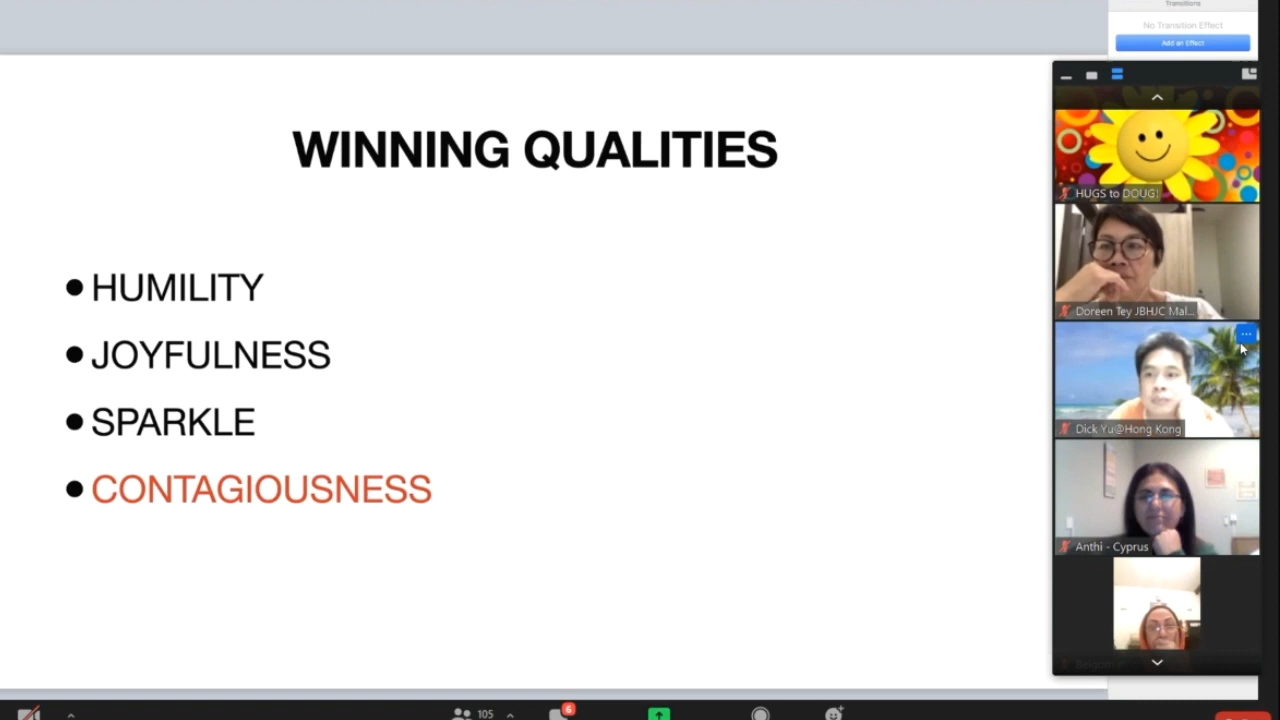 Transitions
No Transition Effect
Add an Effect
WINNING QUALITIES
• HUMILITY
• JOYFULNESS
• SPARKLE
• CONTAGIOUSNESS
HUGS to DOUG!
Doreen Tey JBHJC Mal...
Dick Yu@Hong Kong
Anthi - Cyprus
105
6